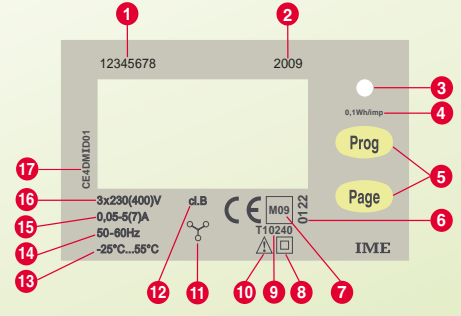 1
2
12345678
2009
3
0,1Wh/imp
4
Prog
5
Page
17
CE4DMID01
16
3x230(400)V
cl.B
CE
M09
0122
6
15
0,05-5(7)A
T10240
14
50-60Hz
13
-25°C...55°C
IME
12
11
10
9
8
7